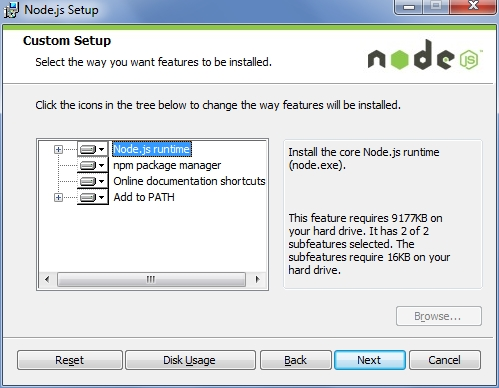 Node.js Setup
Custom Setup
Select the way you want features to be installed.
node
JS
Click the icons in the tree below to change the way features will be installed.
Node.js runtime
npm package manager
Online documentation shortcuts
Add to PATH
Install the core Node.js runtime
(node.exe).
This feature requires 9177KB on
your hard drive. It has 2 of 2
subfeatures selected. The
subfeatures require 16KB on your
hard drive.
Browse...
Reset
Disk Usage
Back
Next
Cancel